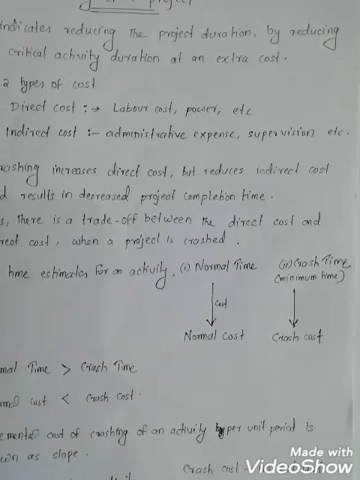 project
indicates reducing the project duration, by reducing
critical activity duration at an extra cost.
2 types of cost
Direct cost :→ Labour cost, power, etc
Indirect cost :- administrative expense, supervision etc.
rashing increases direct cost, but reduces indirect cost
d results in decreased project completion time.
s, there is a trade-off between the direct cost and
rect cost, when a project is crashed.
time estimates for an activity, (i) Normal Time (ii) Crash Time
(minimum time)
cost
Normal Cost Crash cost
mal Time > Crash Time
cost < Crash cost.
emental cost of crashing of an activity per unit period is
wn as slope.
Crash cost
Made with
VideoShow